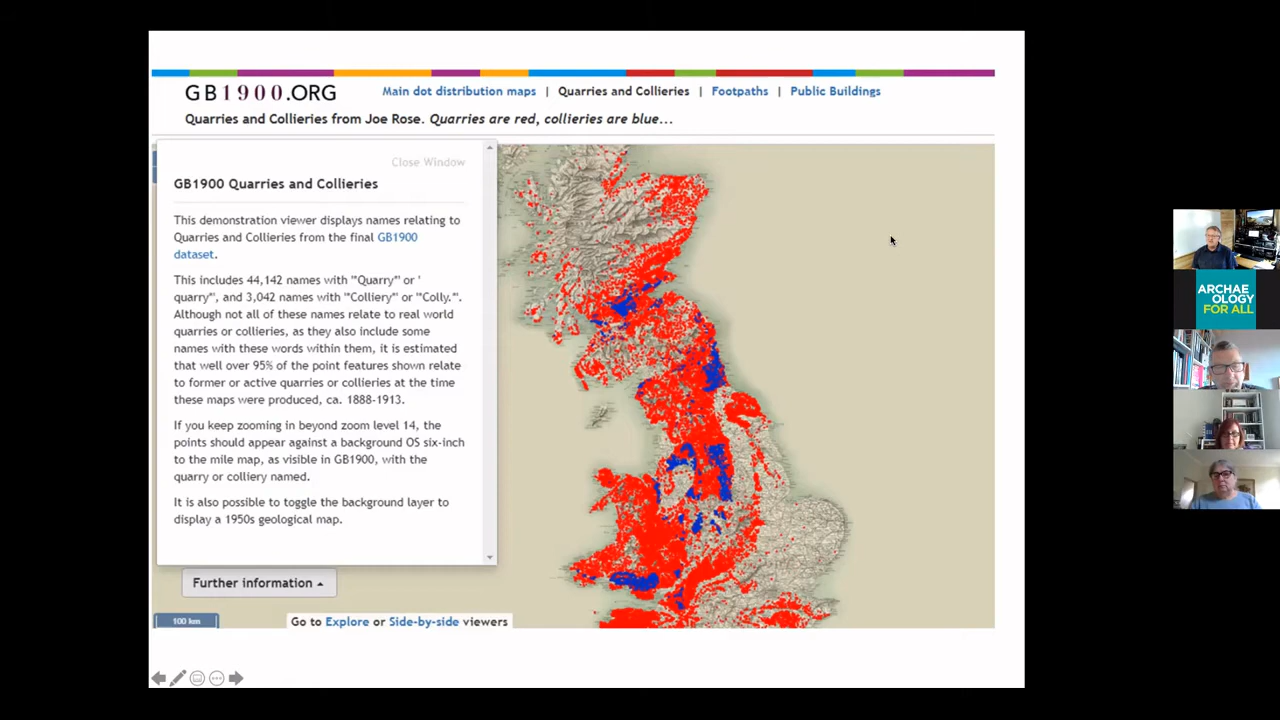 GB1900.ORG
Main dot distribution maps | Quarries and Collieries | Footpaths | Public Buildings
Quarries and Collieries from Joe Rose. Quarries are red, collieries are blue...
Close Window
GB1900 Quarries and Collieries
This demonstration viewer displays names relating to
Quarries and Collieries from the final GB1900
dataset.
This includes 44,142 names with "'Quarry'' or '
quarry'', and 3,042 names with "'Colliery'' or "Colly.".
Although not all of these names relate to real world
quarries or collieries, as they also include some
names with these words within them, it is estimated
that well over 95% of the point features shown relate
to former or active quarries or collieries at the time
these maps were produced, ca. 1888-1913.
If you keep zooming in beyond zoom level 14, the
points should appear against a background OS six-inch
to the mile map, as visible in GB1900, with the
quarry or colliery named.
It is also possible to toggle the background layer to
display a 1950s geological map.
Further information
100 km
Go to Explore or Side-by-side viewers
ARCHAE
OLOGY
FOR ALL